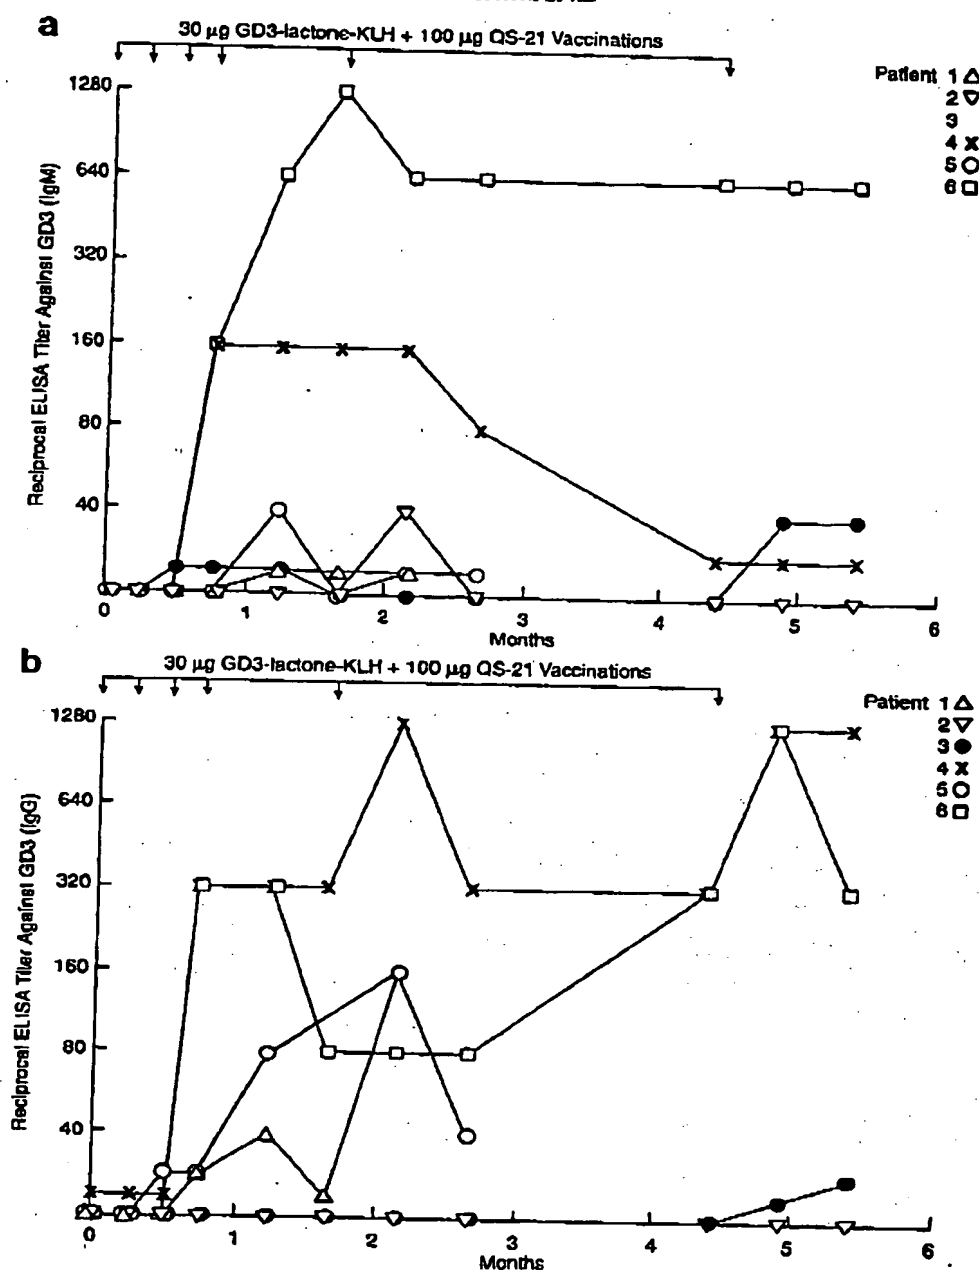 a
30 µg GD3-lactone-KLH + 100 µg QS-21 Vaccinations
Patient 1 △
2 ▽
3
4 x
5 ○
6 □
Reciprocal ELISA Titer Against GD3 (IgM)
1280
640
320
160
80
40
0 1 2 3 4 5 6
Months
b
30 µg GD3-lactone-KLH + 100 µg QS-21 Vaccinations
Patient 1 △
2 ▽
3 ●
4 x
5 ○
6 □
Reciprocal ELISA Titer Against GD3 (IgG)
1280
640
320
160
80
40
0 1 2 3 4 5 6
Months